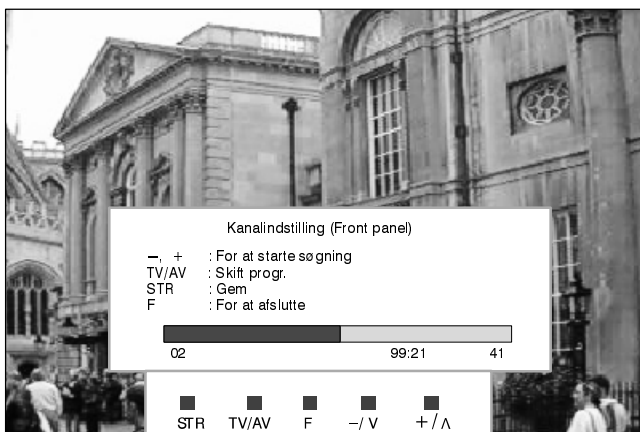 Kanalindstilling (Front panel)
–, + : For at starte søgning
TV/AV : Skift progr.
STR : Gem
F : For at afslutte
02 99:21 41
STR TV/AV F –/V +/Λ